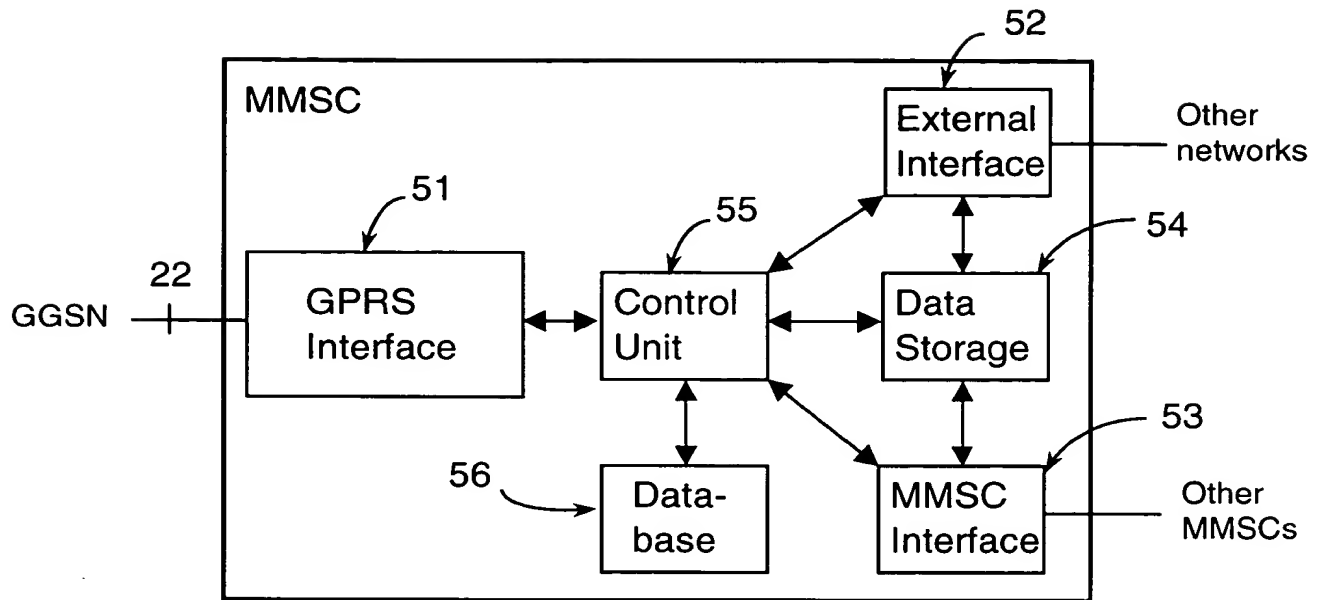 52
MMSC
External
Interface
Other
networks
51
55
54
22
GGSN
GPRS
Interface
Control
Unit
Data
Storage
53
56
Data-
base
MMSC
Interface
Other
MMSCs